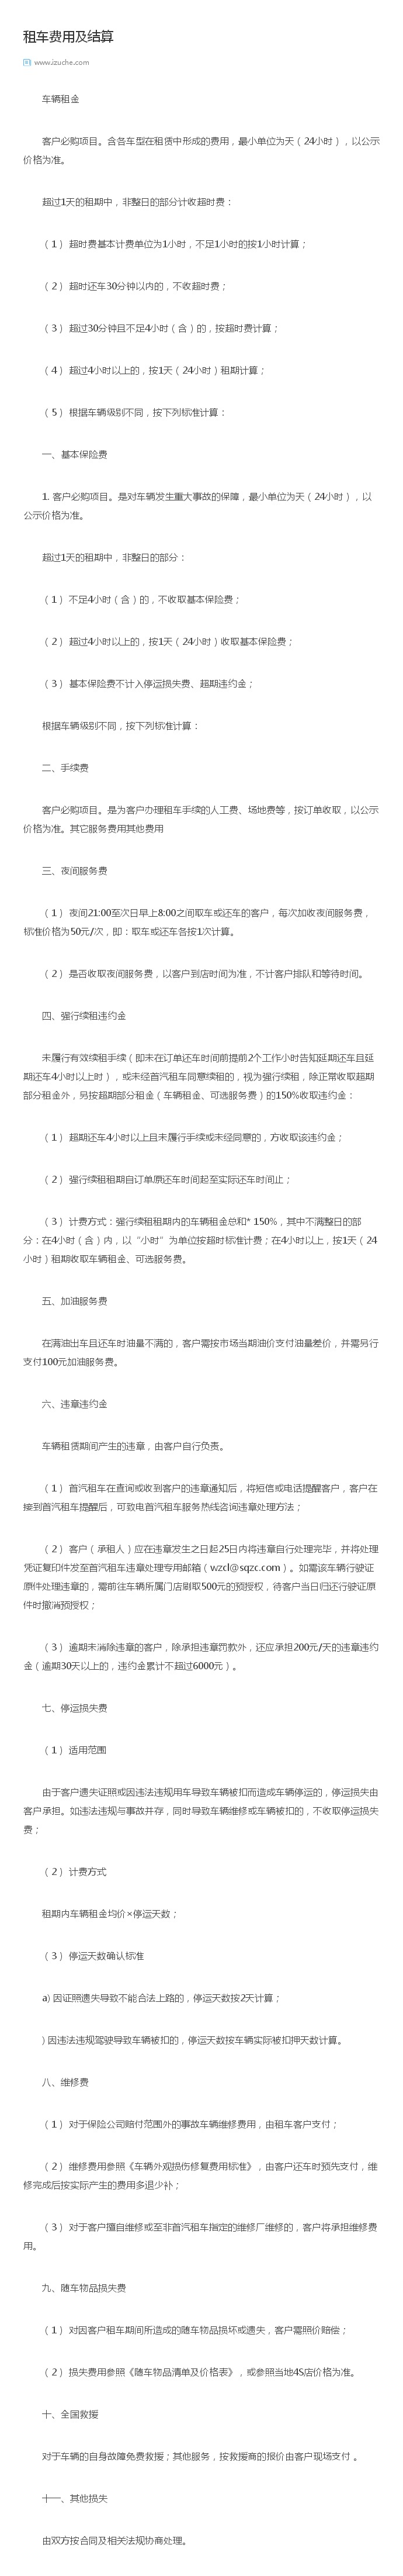 租车费用及结算
www.izuche.com
车辆租金
客户必购项目。含各车型在租赁中形成的费用，最小单位为天（24小时），以公示
价格为准。
超过1天的租期中，非整日的部分计收超时费：
（1） 超时费基本计费单位为1小时，不足1小时的按1小时计算；
（2） 超时还车30分钟以内的，不收超时费；
（3） 超过30分钟且不足4小时（含）的，按超时费计算；
（4） 超过4小时以上的，按1天（24小时）租期计算；
（5） 根据车辆级别不同，按下列标准计算：
一、基本保险费
1. 客户必购项目。是对车辆发生重大事故的保障，最小单位为天（24小时），以
公示价格为准。
超过1天的租期中，非整日的部分：
（1） 不足4小时（含）的，不收取基本保险费；
（2） 超过4小时以上的，按1天（24小时）收取基本保险费；
（3） 基本保险费不计入停运损失费、超期违约金；
根据车辆级别不同，按下列标准计算：
二、手续费
客户必购项目。是为客户办理租车手续的人工费、场地费等，按订单收取，以公示
价格为准。其它服务费用其他费用
三、夜间服务费
（1） 夜间21:00至次日早上8:00之间取车或还车的客户，每次加收夜间服务费，
标准价格为50元/次，即：取车或还车各按1次计算。
（2） 是否收取夜间服务费，以客户到店时间为准，不计客户排队和等待时间。
四、强行续租违约金
未履行有效续租手续（即未在订单还车时间前提前2个工作小时告知延期还车且延
期还车4小时以上时），或未经首汽租车同意续租的，视为强行续租，除正常收取超期
部分租金外，另按超期部分租金（车辆租金、可选服务费）的150%收取违约金：
（1） 超期还车4小时以上且未履行手续或未经同意的，方收取该违约金；
（2） 强行续租租期自订单原还车时间起至实际还车时间止；
（3） 计费方式：强行续租租期内的车辆租金总和* 150%，其中不满整日的部
分：在4小时（含）内，以“小时”为单位按超时标准计费；在4小时以上，按1天（24
小时）租期收取车辆租金、可选服务费。
五、加油服务费
在满油出车且还车时油量不满的，客户需按市场当期油价支付油量差价，并需另行
支付100元加油服务费。
六、违章违约金
车辆租赁期间产生的违章，由客户自行负责。
（1） 首汽租车在查询或收到客户的违章通知后，将短信或电话提醒客户，客户在
接到首汽租车提醒后，可致电首汽租车服务热线咨询违章处理方法；
（2） 客户（承租人）应在违章发生之日起25日内将违章自行处理完毕，并将处理
凭证复印件发至首汽租车违章处理专用邮箱（wzcl@sqzc.com）。如需该车辆行驶证
原件处理违章的，需前往车辆所属门店刷取500元的预授权，待客户当日归还行驶证原
件时撤消预授权；
（3） 逾期未消除违章的客户，除承担违章罚款外，还应承担200元/天的违章违约
金（逾期30天以上的，违约金累计不超过6000元）。
七、停运损失费
（1） 适用范围
由于客户遗失证照或因违法违规用车导致车辆被扣而造成车辆停运的，停运损失由
客户承担。如违法违规与事故并存，同时导致车辆维修或车辆被扣的，不收取停运损失
费；
（2） 计费方式
租期内车辆租金均价×停运天数；
（3） 停运天数确认标准
a) 因证照遗失导致不能合法上路的，停运天数按2天计算；
) 因违法违规驾驶导致车辆被扣的，停运天数按车辆实际被扣押天数计算。
八、维修费
（1） 对于保险公司赔付范围外的事故车辆维修费用，由租车客户支付；
（2） 维修费用参照《车辆外观损伤修复费用标准》，由客户还车时预先支付，维
修完成后按实际产生的费用多退少补；
（3） 对于客户擅自维修或至非首汽租车指定的维修厂维修的，客户将承担维修费
用。
九、随车物品损失费
（1） 对因客户租车期间所造成的随车物品损坏或遗失，客户需照价赔偿；
（2） 损失费用参照《随车物品清单及价格表》，或参照当地4S店价格为准。
十、全国救援
对于车辆的自身故障免费救援；其他服务，按救援商的报价由客户现场支付 。
十一、其他损失
由双方按合同及相关法规协商处理。